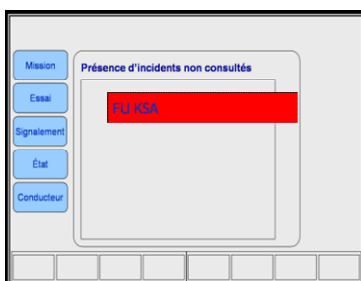 Mission
Présence d'incidents non consultés
Essai
FU KSA
Signalement
État
Conducteur